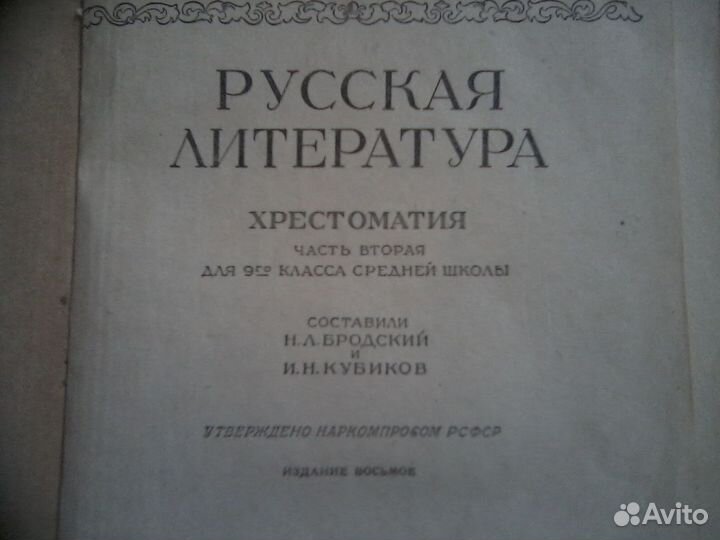 РУССКАЯ
ЛИТЕРАТУРА
ХРЕСТОМАТИЯ
ЧАСТЬ ВТОРАЯ
ДЛЯ 9го КЛАССА СРЕДНЕЙ ШКОЛЫ
СОСТАВИЛИ
Н.Л.БРОДСКИЙ
И
И.Н.КУБИКОВ
УТВЕРЖДЕНО НАРКОМПРОСОМ РСФСР
ИЗДАНИЕ ВОСЬМОЕ
Avito